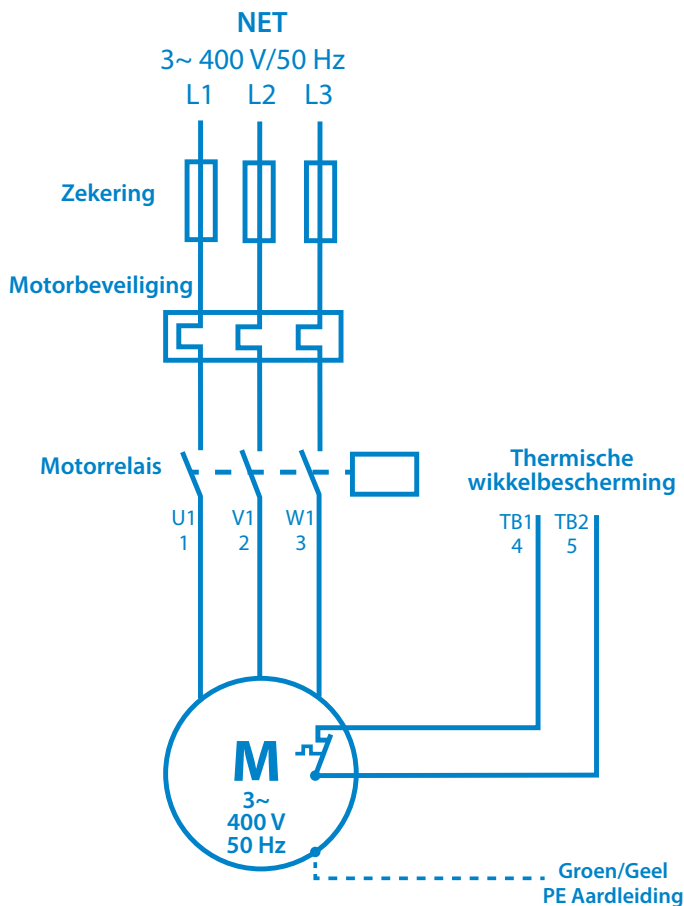 NET
3~ 400 V/50 Hz
L1 L2 L3
Zekering
Motorbeveiliging
Motorrelais
Thermische
wikkelbescherming
U1 V1 W1
1 2 3
TB1 TB2
4 5
M
3~
400 V
50 Hz
Groen/Geel
PE Aardleiding